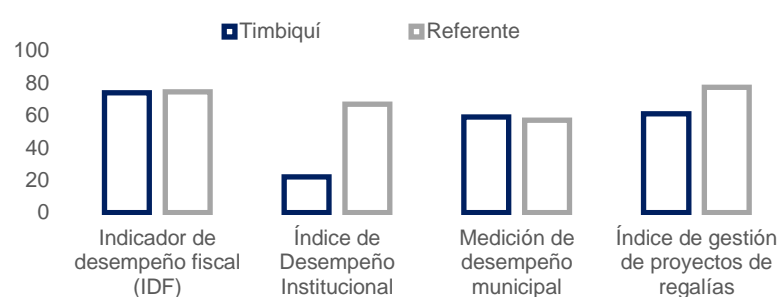 Timbiquí Referente
100
80
60
40
20
0
Indicador de
desempeño fiscal
(IDF)
Índice de
Desempeño
Institucional
Medición de
desempeño
municipal
Índice de gestión
de proyectos de
regalías